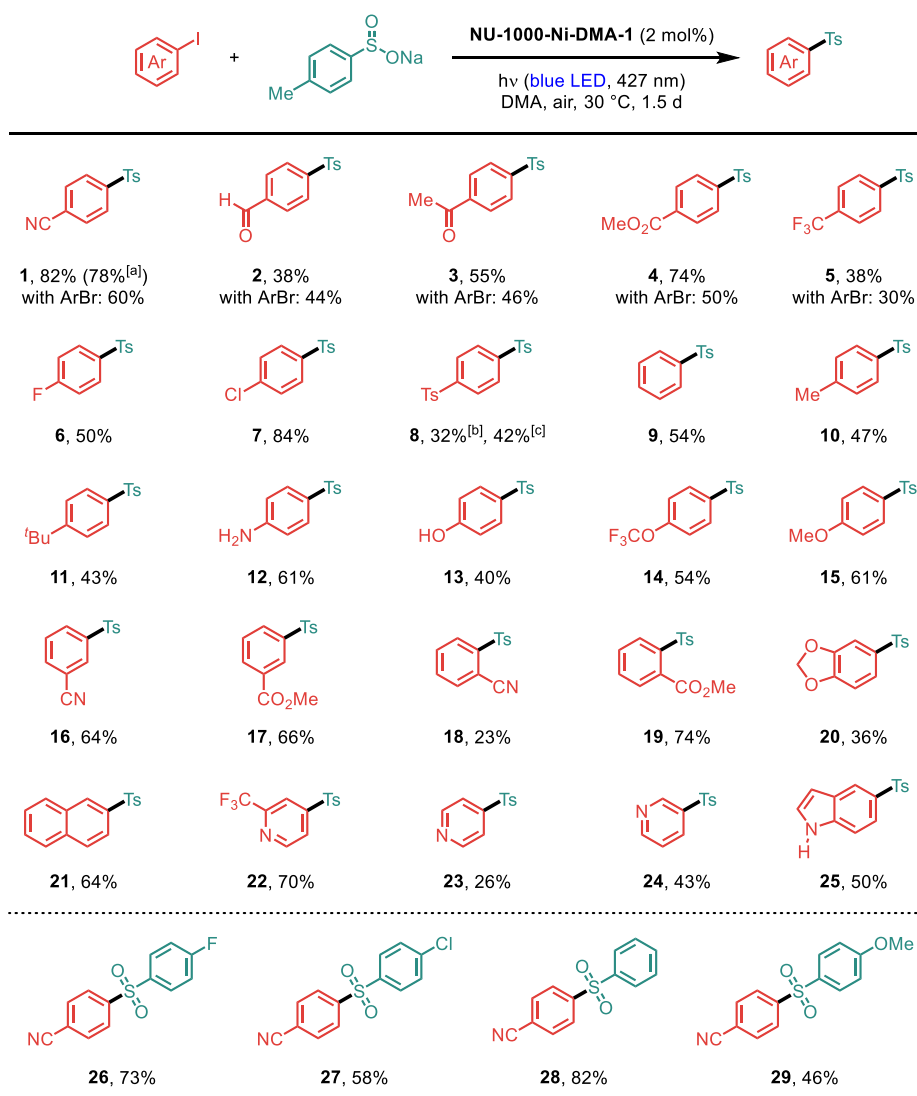 I
Ar
+
O
S
ONa
Me
NU-1000-Ni-DMA-1 (2 mol%)
hν (blue LED, 427 nm)
DMA, air, 30 °C, 1.5 d
Ts
Ar
Ts
NC
1, 82% (78%[a])
with ArBr: 60%
Ts
H
O
2, 38%
with ArBr: 44%
Ts
Me
O
3, 55%
with ArBr: 46%
Ts
MeO2C
4, 74%
with ArBr: 50%
Ts
F3C
5, 38%
with ArBr: 30%
Ts
F
6, 50%
Ts
Cl
7, 84%
Ts
Ts
8, 32%[b], 42%[c]
Ts
9, 54%
Ts
Me
10, 47%
Ts
tBu
11, 43%
Ts
H2N
12, 61%
Ts
HO
13, 40%
Ts
F3C O
14, 54%
Ts
MeO
15, 61%
Ts
CN
16, 64%
Ts
CO2Me
17, 66%
Ts
CN
18, 23%
Ts
CO2Me
19, 74%
O
Ts
O
20, 36%
Ts
21, 64%
F3C
Ts
N
22, 70%
Ts
N
23, 26%
N
Ts
24, 43%
Ts
N
H
25, 50%
F
O
S
O
NC
26, 73%
Cl
O
S
O
NC
27, 58%
O
S
O
NC
28, 82%
OMe
O
S
O
NC
29, 46%